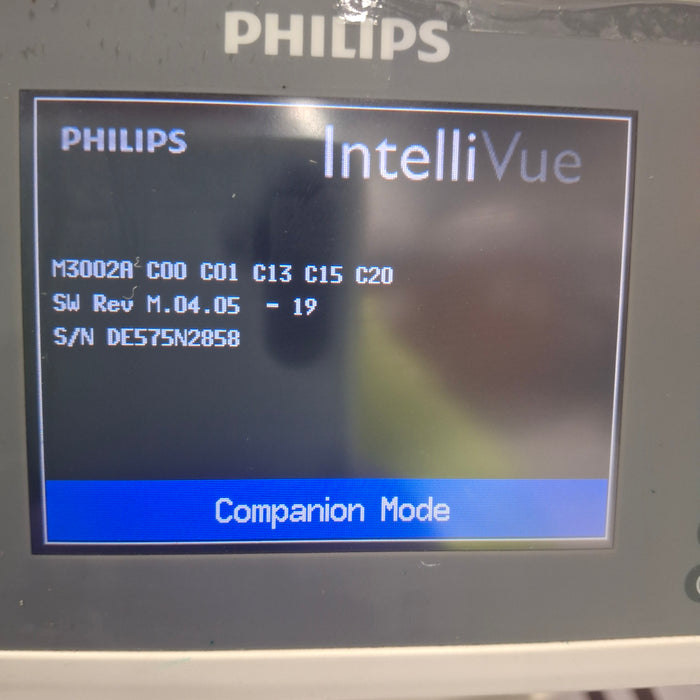 PHILIPS
PHILIPS IntelliVue
M3002A C00 C01 C13 C15 C20
SW Rev M.04.05 - 19
S/N DE575N2858
Companion Mode